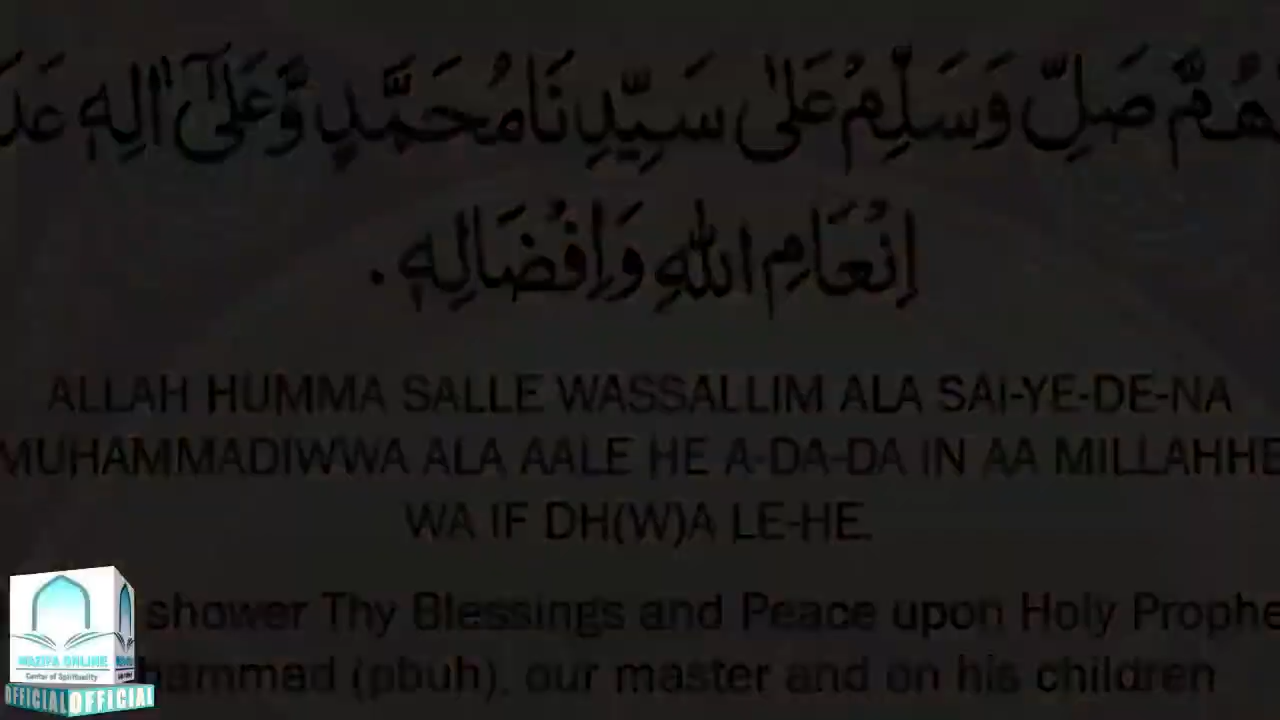 هُمَّ صَلِّ وَسَلِّمْ عَلٰی سَیِّدِنَا مُحَمَّدٍ وَّعَلٰۤی اٰلِهٖ عَدَ
اِنْعَامِ اللهِ وَاِفْضَالِهٖ.
ALLAH HUMMA SALLE WASSALLIM ALA SAI-YE-DE-NA
MUHAMMADIWWA ALA AALE HE A-DA-DA IN AA MILLAHHE
WA IF DH(W)A LE-HE.
shower Thy Blessings and Peace upon Holy Prophe
hammad (pbuh), our master and on his children
WAZIFA ONLINE
Center of Spirituality
OFFICIAL OFFICIAL